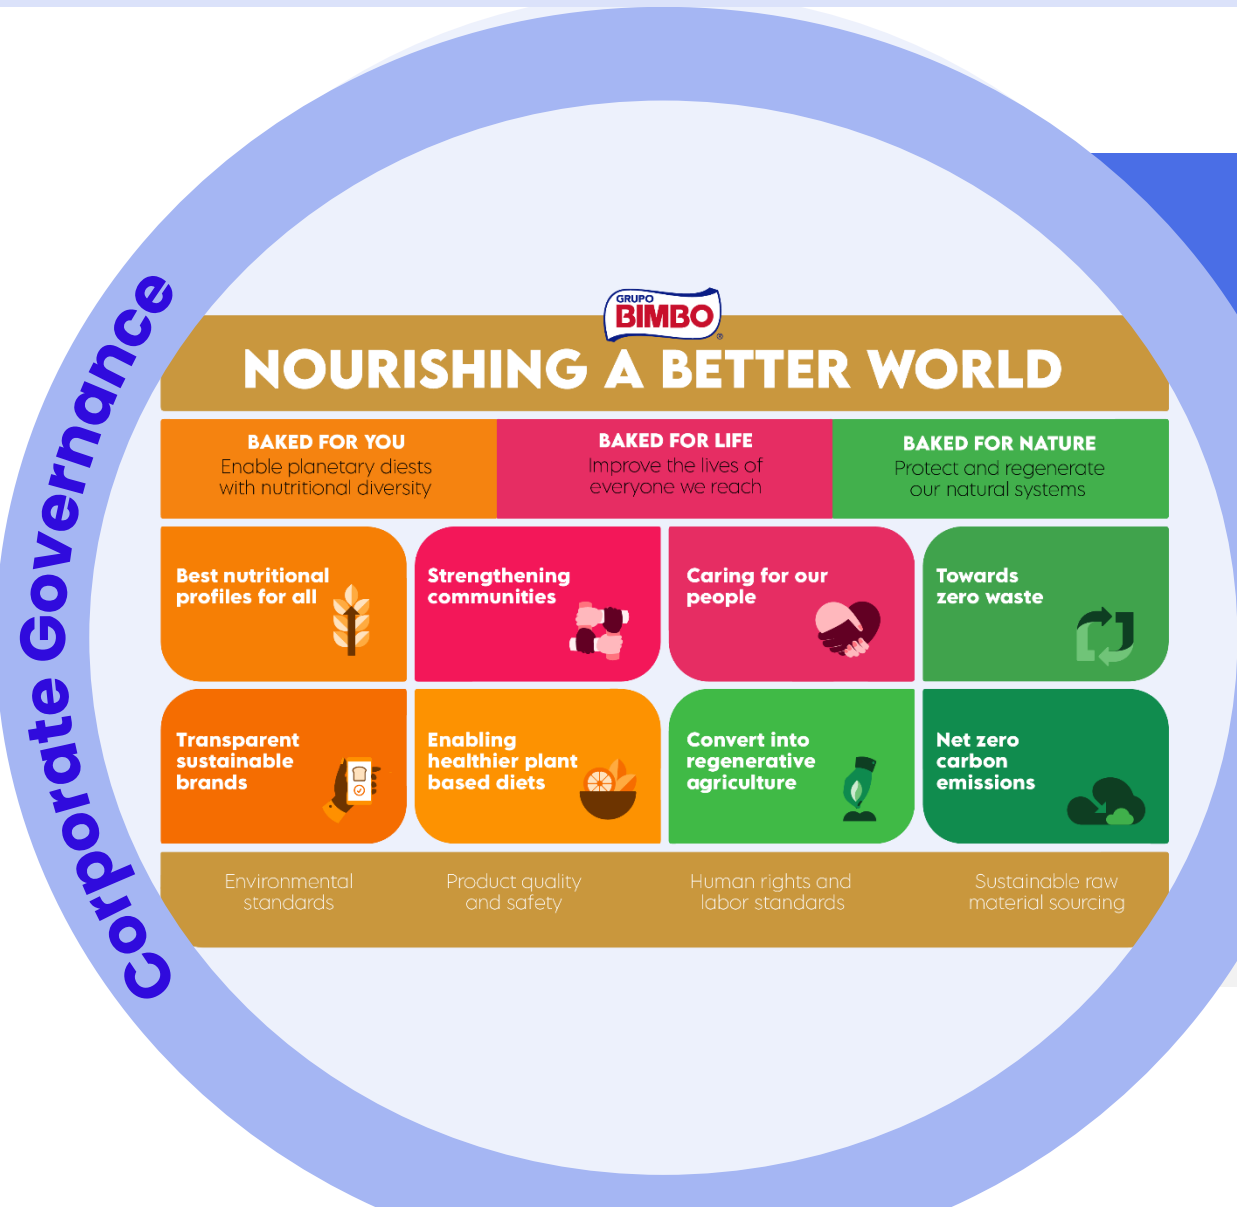 Corporate Governance
GRUPO
BIMBO
®
NOURISHING A BETTER WORLD
BAKED FOR YOU
Enable planetary diests
with nutritional diversity
BAKED FOR LIFE
Improve the lives of
everyone we reach
BAKED FOR NATURE
Protect and regenerate
our natural systems
Best nutritional
profiles for all
Strengthening
communities
Caring for our
people
Towards
zero waste
Transparent
sustainable
brands
Enabling
healthier plant
based diets
Convert into
regenerative
agriculture
Net zero
carbon
emissions
Environmental
standards
Product quality
and safety
Human rights and
labor standards
Sustainable raw
material sourcing